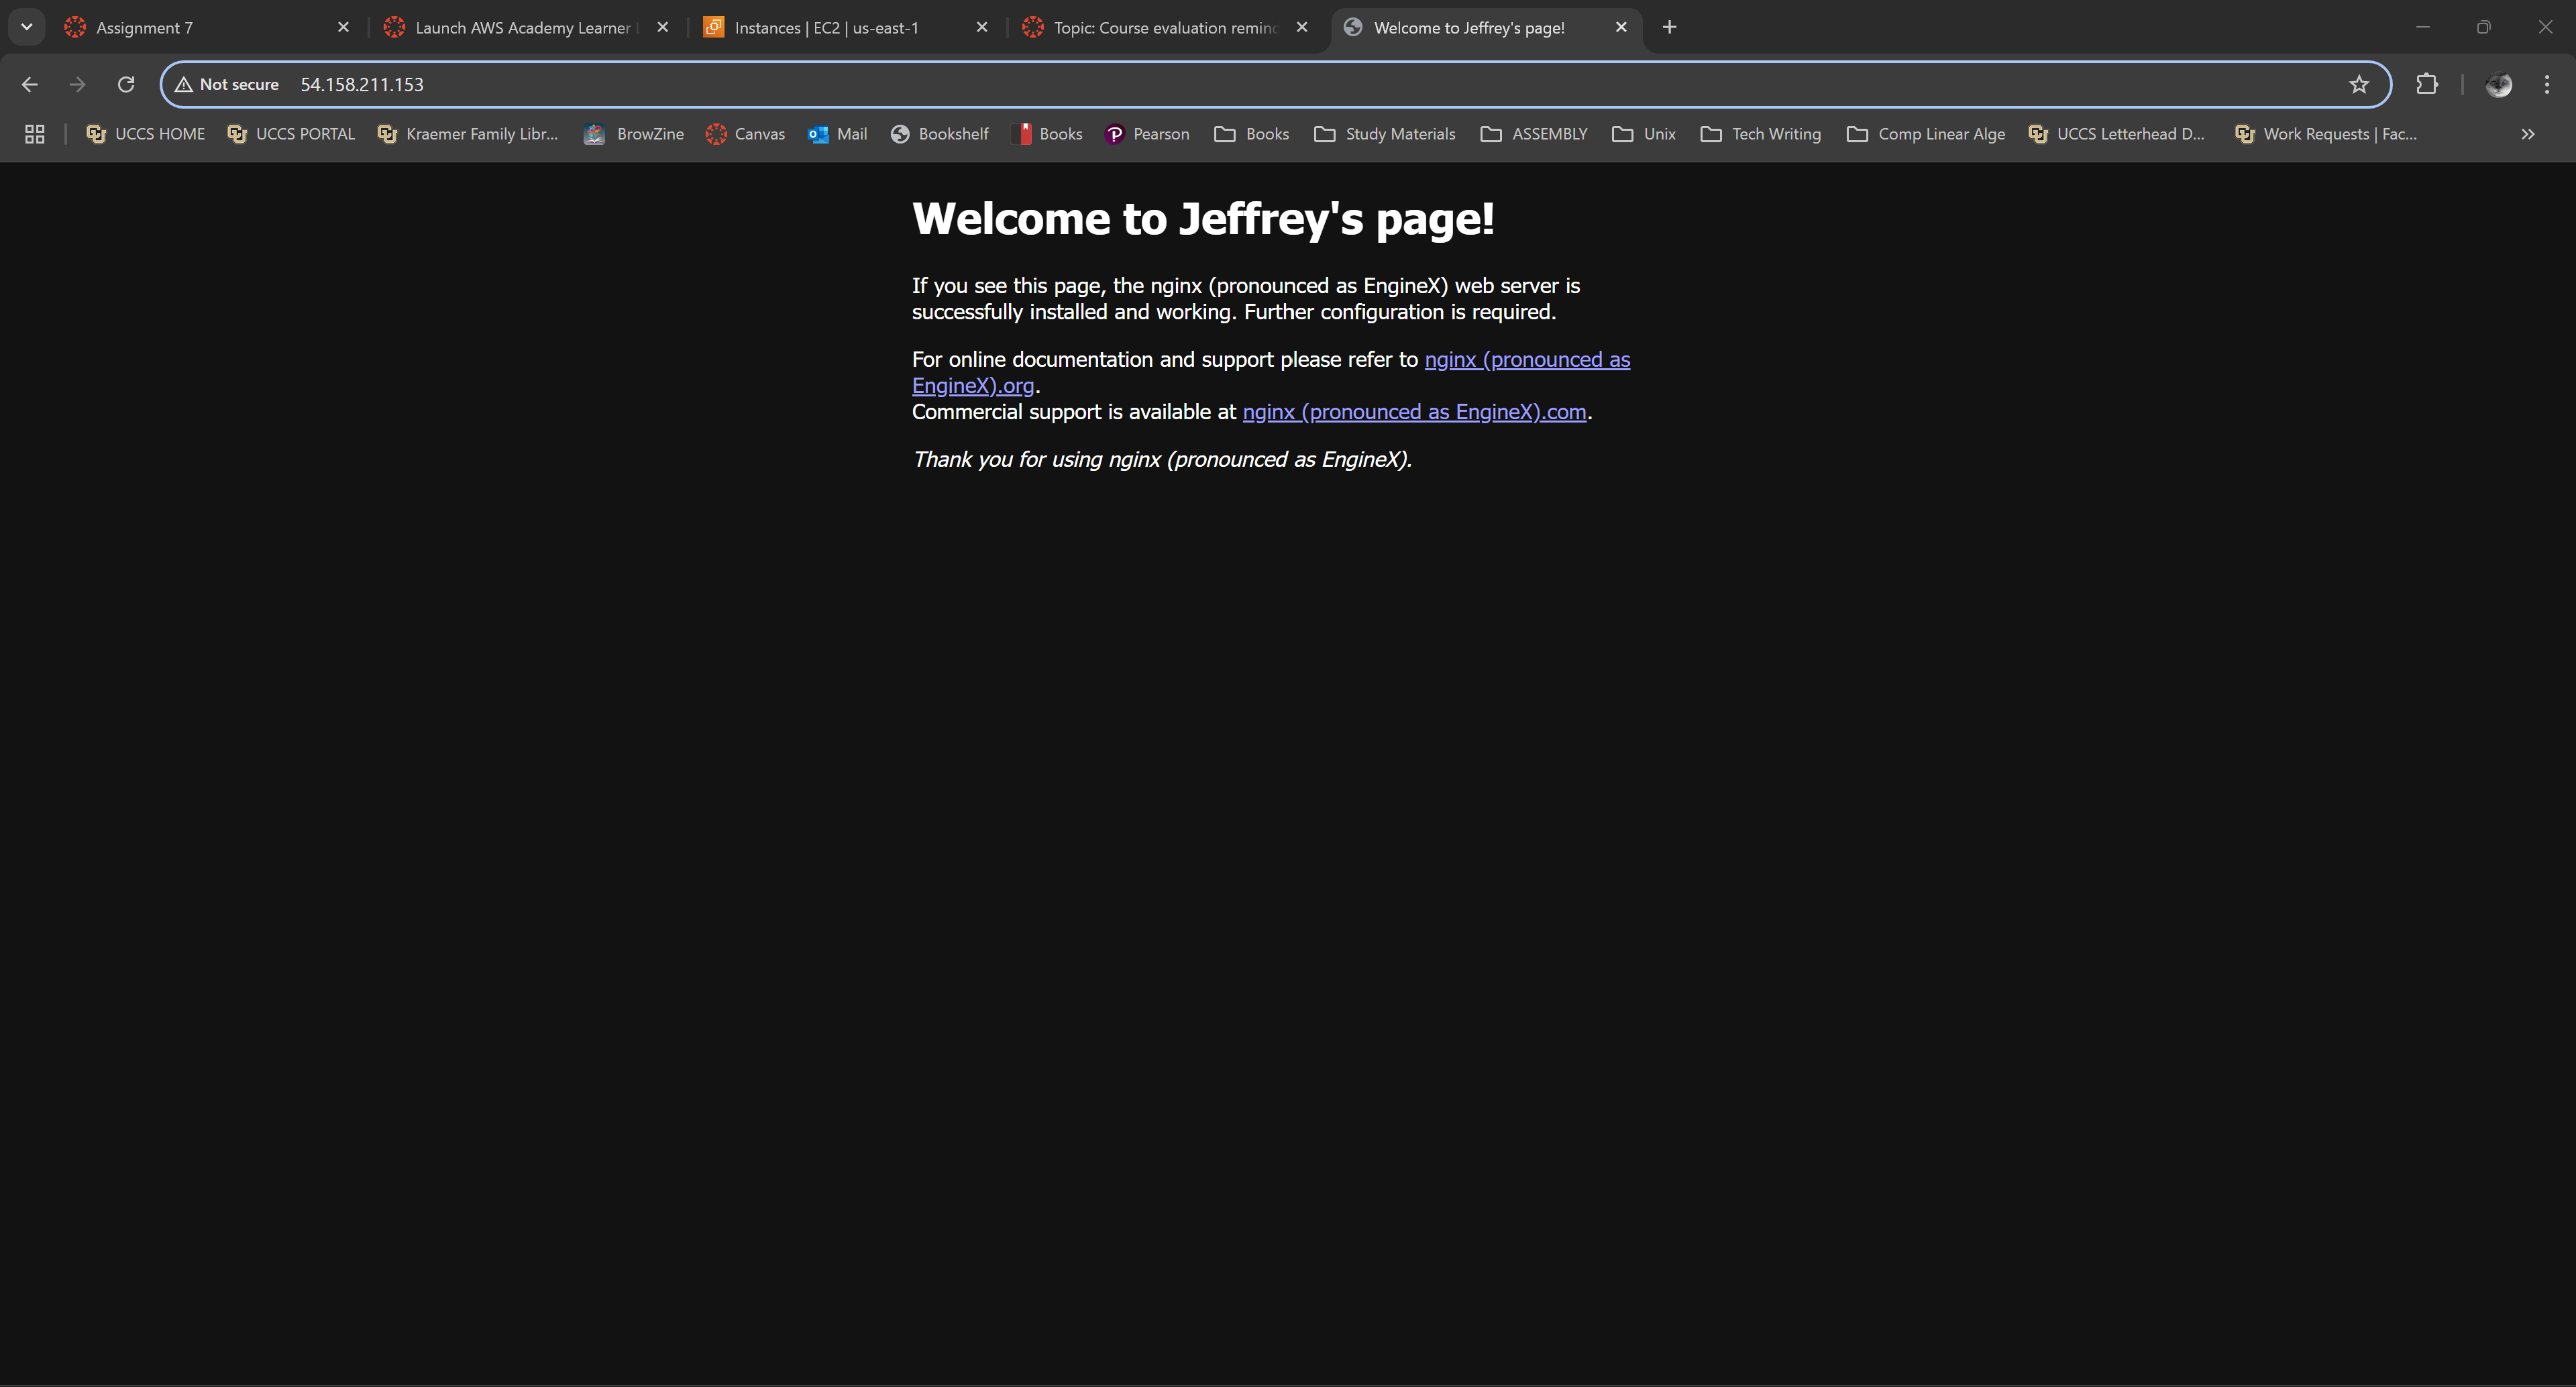 Assignment 7
Launch AWS Academy Learner
Instances | EC2 | us-east-1
Topic: Course evaluation remind
Welcome to Jeffrey's page!
Not secure 54.158.211.153
UCCS HOME
UCCS PORTAL
Kraemer Family Libr...
BrowZine
Canvas
Mail
Bookshelf
Books
Pearson
Books
Study Materials
ASSEMBLY
Unix
Tech Writing
Comp Linear Alge
UCCS Letterhead D...
Work Requests | Fac...
Welcome to Jeffrey's page!
If you see this page, the nginx (pronounced as EngineX) web server is
successfully installed and working. Further configuration is required.
For online documentation and support please refer to nginx (pronounced as
EngineX).org.
Commercial support is available at nginx (pronounced as EngineX).com.
Thank you for using nginx (pronounced as EngineX).